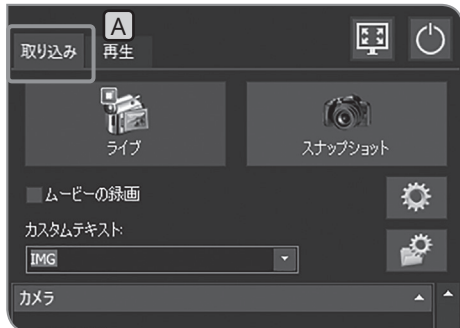 A
取り込み 再生
ライブ スナップショット
ムービーの録画
カスタムテキスト:
IMG
カメラ